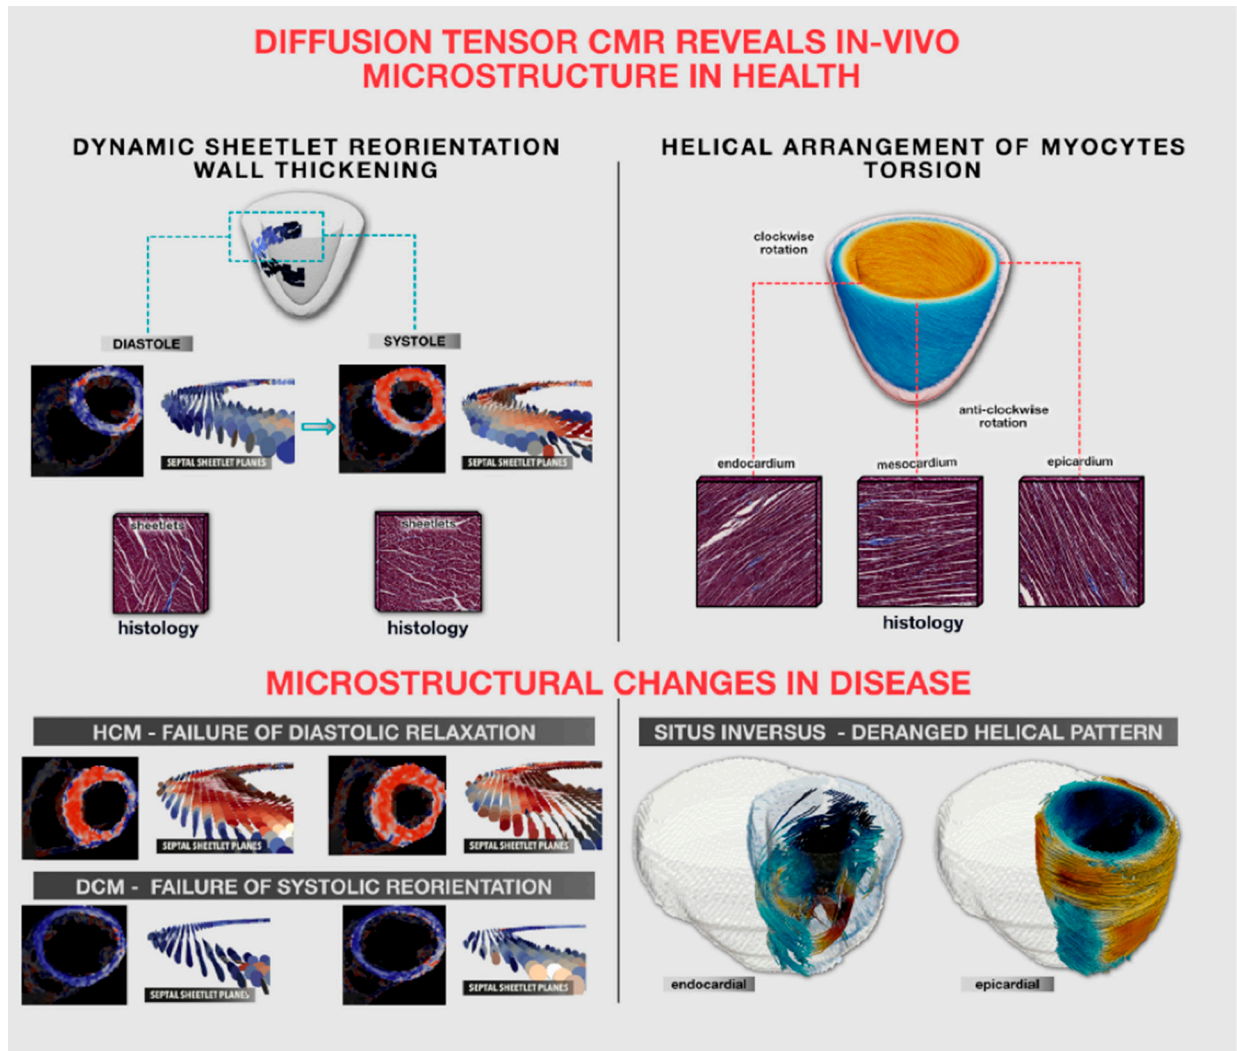 DIFFUSION TENSOR CMR REVEALS IN-VIVO
MICROSTRUCTURE IN HEALTH
DYNAMIC SHEETLET REORIENTATION
WALL THICKENING
DIASTOLE
SYSTOLE
SEPTAL SHEETLET PLANES
SEPTAL SHEETLET PLANES
sheetlets
sheetlets
histology
histology
HELICAL ARRANGEMENT OF MYOCYTES
TORSION
clockwise
rotation
anti-clockwise
rotation
endocardium
mesocardium
epicardium
histology
MICROSTRUCTURAL CHANGES IN DISEASE
HCM - FAILURE OF DIASTOLIC RELAXATION
SEPTAL SHEETLET PLANES
SEPTAL SHEETLET PLANES
DCM - FAILURE OF SYSTOLIC REORIENTATION
SEPTAL SHEETLET PLANES
SEPTAL SHEETLET PLANES
SITUS INVERSUS - DERANGED HELICAL PATTERN
endocardial
epicardial